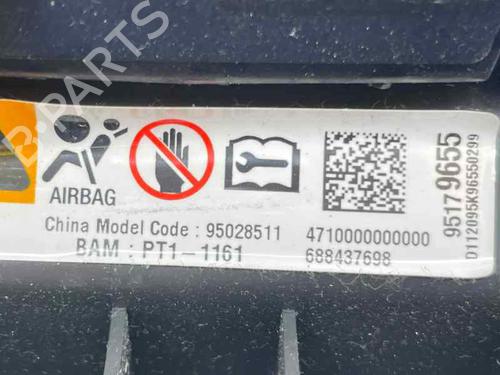 AIRBAG
China Model Code : 95028511
BAM : PT1-1161
4710000000000
688437698
95179655
D112095K96550299
B-PARTS